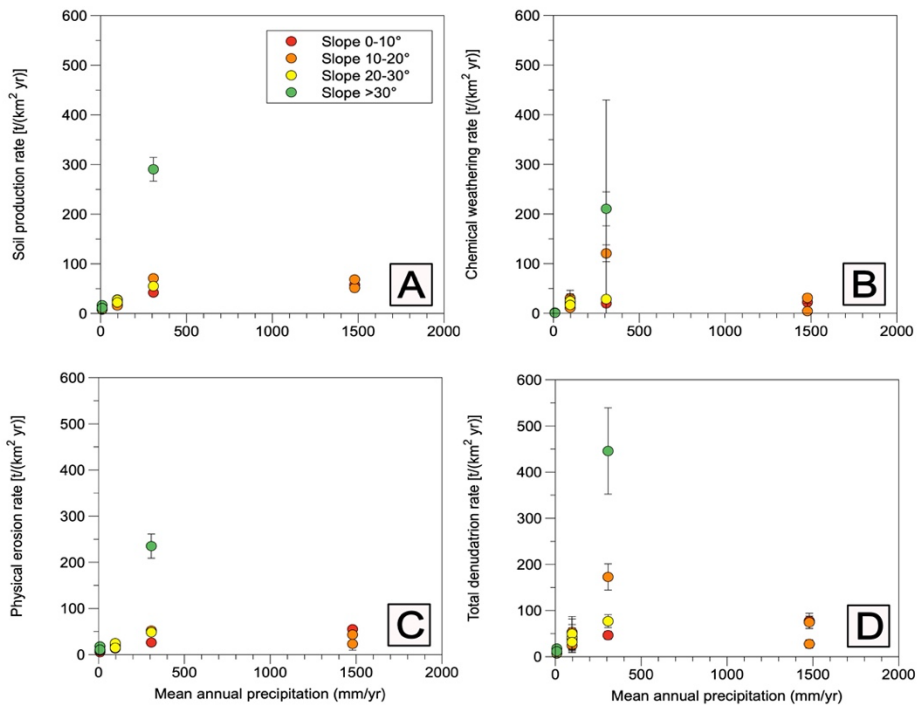 600
500
400
300
200
100
0
Soil production rate [t/(km² yr)]
Slope 0-10°
Slope 10-20°
Slope 20-30°
Slope >30°
A
0 500 1000 1500 2000
600
500
400
300
200
100
0
Chemical weathering rate [t/(km² yr)]
B
0 500 1000 1500 2000
600
500
400
300
200
100
0
Physical erosion rate [t/(km² yr)]
C
0 500 1000 1500 2000
Mean annual precipitation (mm/yr)
600
500
400
300
200
100
0
Total denudatrion rate [t/(km² yr)]
D
0 500 1000 1500 2000
Mean annual precipitation (mm/yr)